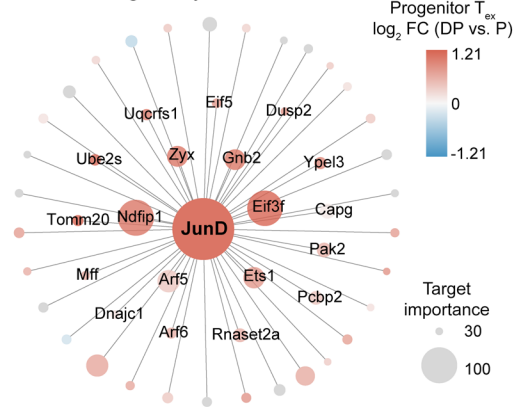 Progenitor Tex
log2 FC (DP vs. P)
1.21
0
-1.21
Eif5
Uqcrfs1
Dusp2
Zyx
Gnb2
Ube2s
Ypel3
Ndfip1
Eif3f
Tomm20
Capg
JunD
Pak2
Mff
Arf5
Ets1
Pcbp2
Dnajc1
Arf6
Rnaset2a
Target
importance
30
100